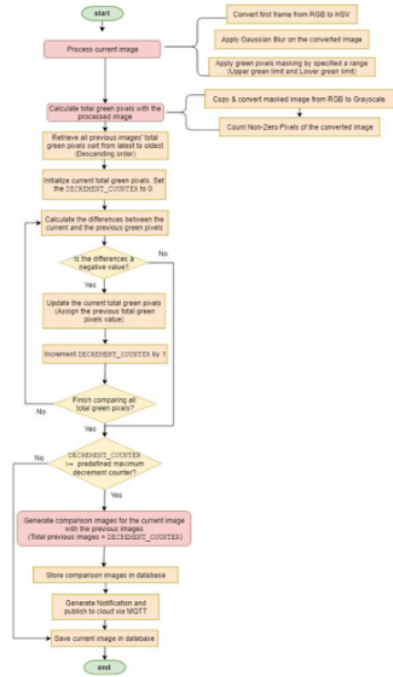 start
Process current image
Convert first frame from RGB to HSV
Apply Gaussian Blur on the converted image
Apply green pixels masking by specified a range
(Upper green limit and Lower green limit)
Calculate total green pixels with the
processed image
Copy & convert masked image from RGB to Greyscale
Count Non-Zero Pixels of the converted image
Retrieve all previous images' total
green pixels sort from latest to oldest
(Descending order)
Initialize current total green pixels. Set
the DECREMENT_COUNTER to 0.
Calculate the differences between the
current and the previous green pixels
Is the differences a
negative value?
No
Yes
Update the current total green pixels
(Assign the previous total green
pixels value)
Increment DECREMENT_COUNTER by 1
Finish comparing all
total green pixels?
No
Yes
DECREMENT_COUNTER
>= predefined maximum
decrement counter?
No
Yes
Generate comparison images for the current image
with the previous images
(Total previous images = DECREMENT_COUNTER)
Store comparison images in database
Generate Notification and
publish to cloud via MQTT
Save current image in database
end